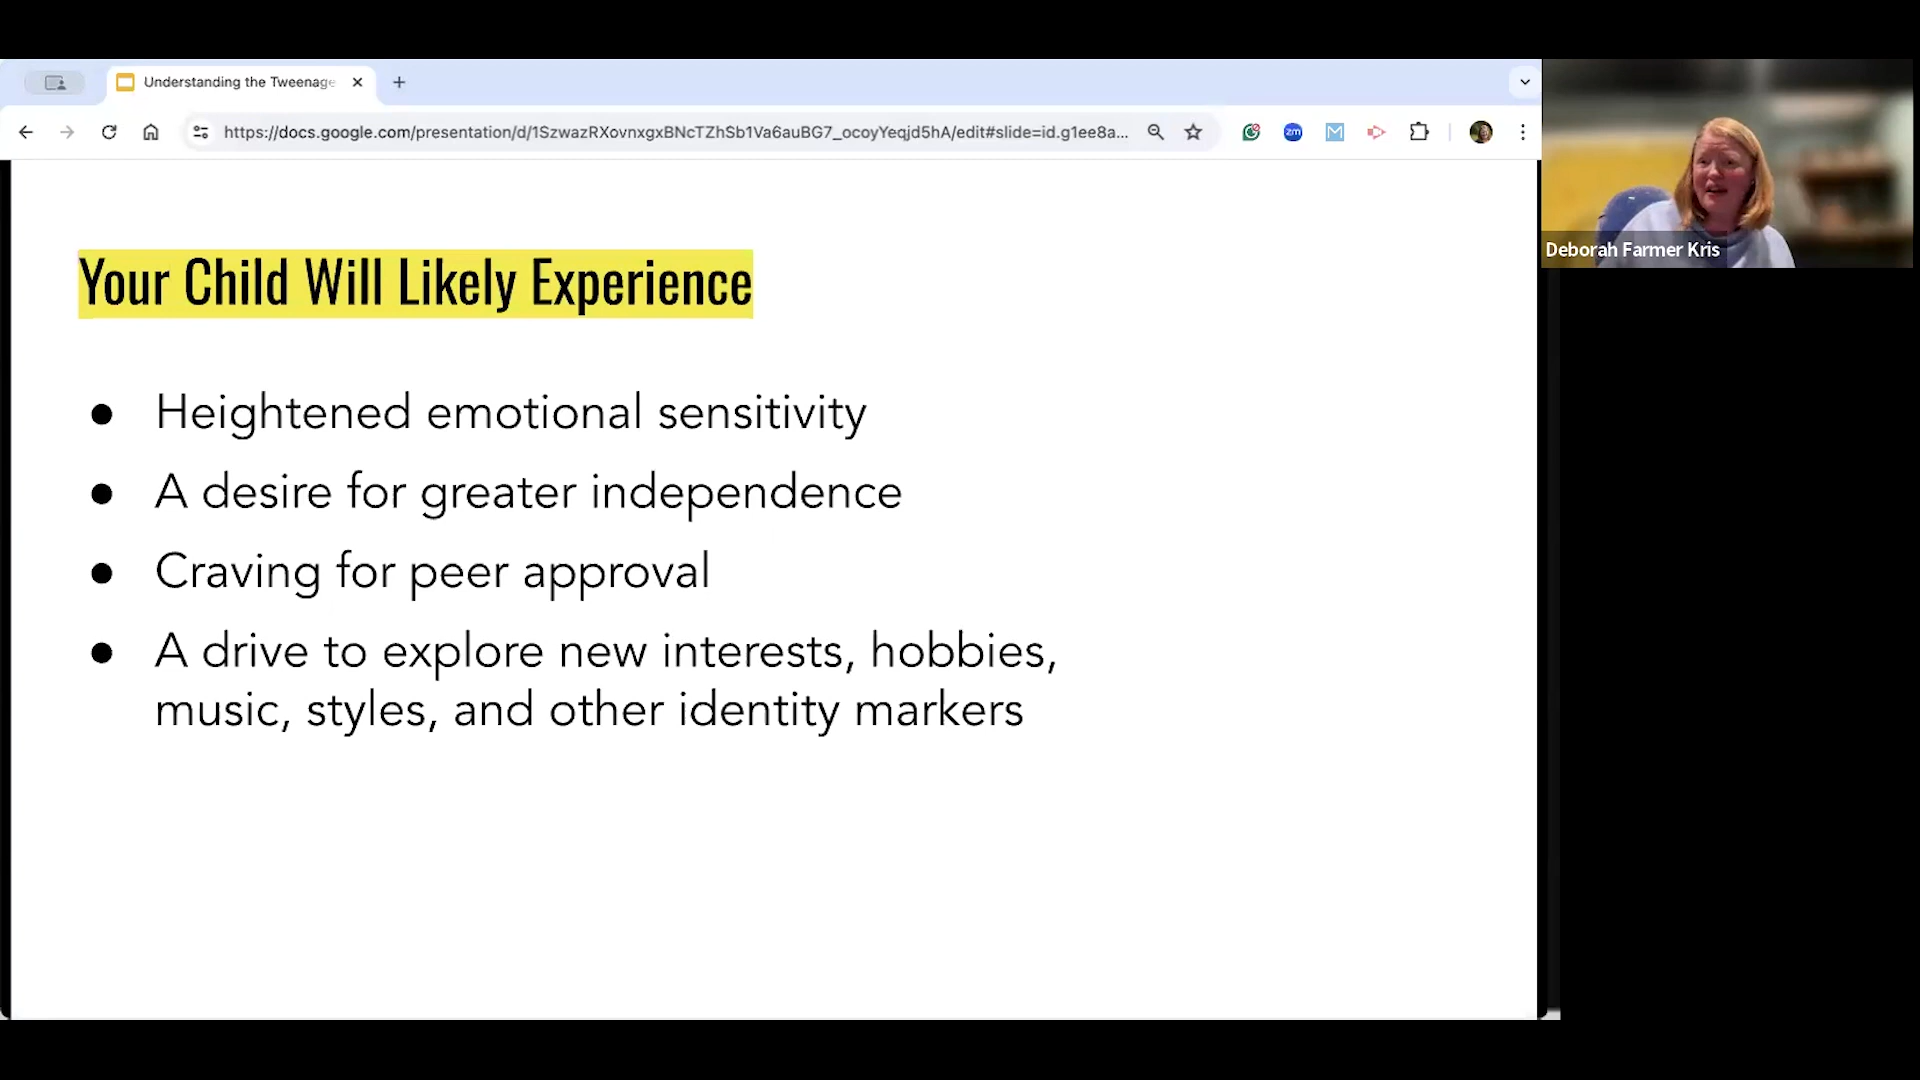 Understanding the Tweenage
https://docs.google.com/presentation/d/1SzwazRXovnxgxBNcTZhSb1Va6auBG7_ocoyYeqjd5hA/edit#slide=id.g1ee8a...
zm
M
Deborah Farmer Kris
Your Child Will Likely Experience
● Heightened emotional sensitivity
● A desire for greater independence
● Craving for peer approval
● A drive to explore new interests, hobbies,
music, styles, and other identity markers